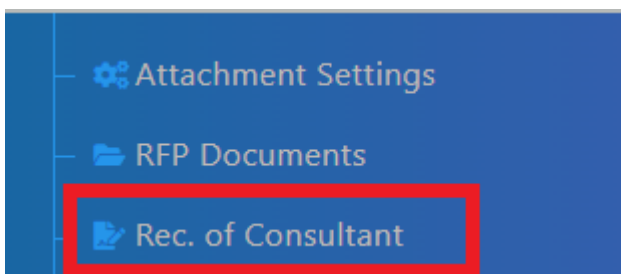 Attachment Settings
RFP Documents
Rec. of Consultant